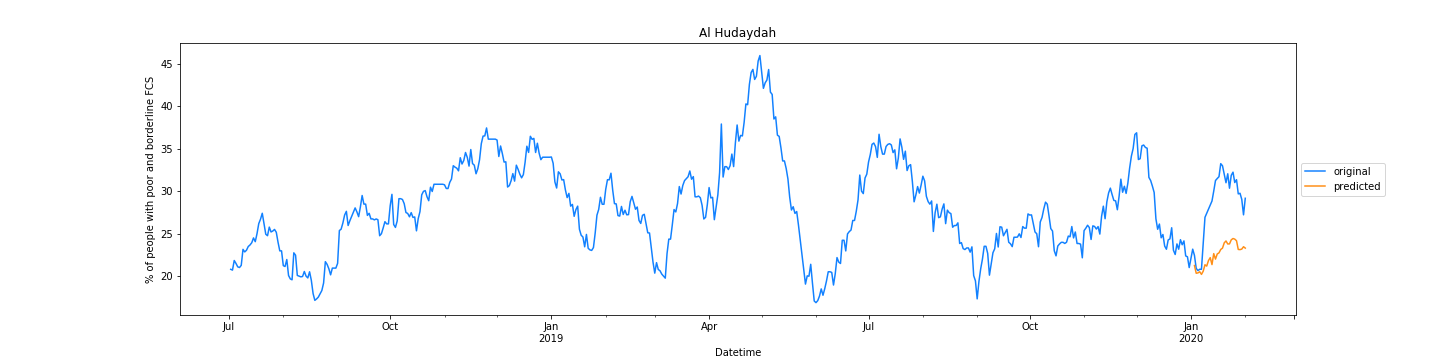 Al Hudaydah
% of people with poor and borderline FCS
45
40
35
30
25
20
Jul
Oct
Jan
2019
Apr
Jul
Oct
Jan
2020
Datetime
original
predicted